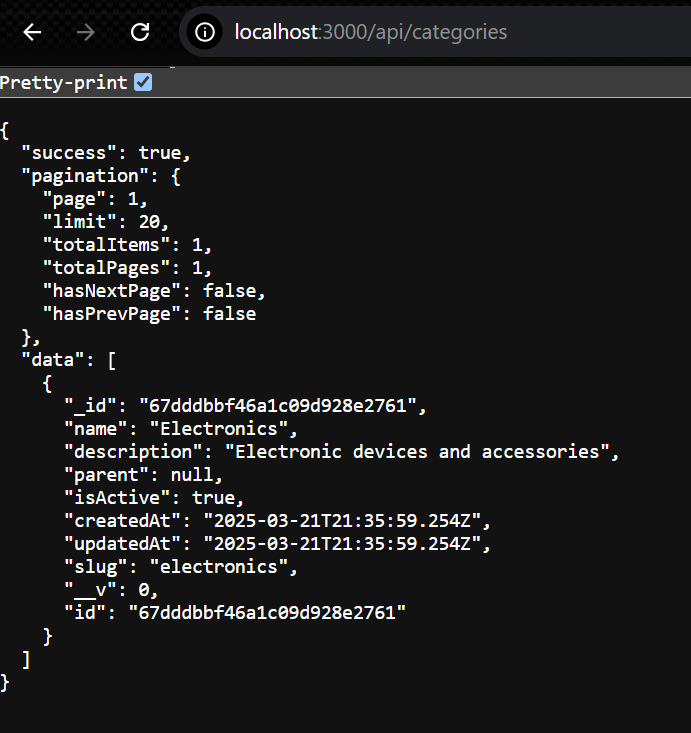 localhost:3000/api/categories
Pretty-print
{
  "success": true,
  "pagination": {
    "page": 1,
    "limit": 20,
    "totalItems": 1,
    "totalPages": 1,
    "hasNextPage": false,
    "hasPrevPage": false
  },
  "data": [
    {
      "_id": "67dddbbf46a1c09d928e2761",
      "name": "Electronics",
      "description": "Electronic devices and accessories",
      "parent": null,
      "isActive": true,
      "createdAt": "2025-03-21T21:35:59.254Z",
      "updatedAt": "2025-03-21T21:35:59.254Z",
      "slug": "electronics",
      "__v": 0,
      "id": "67dddbbf46a1c09d928e2761"
    }
  ]
}